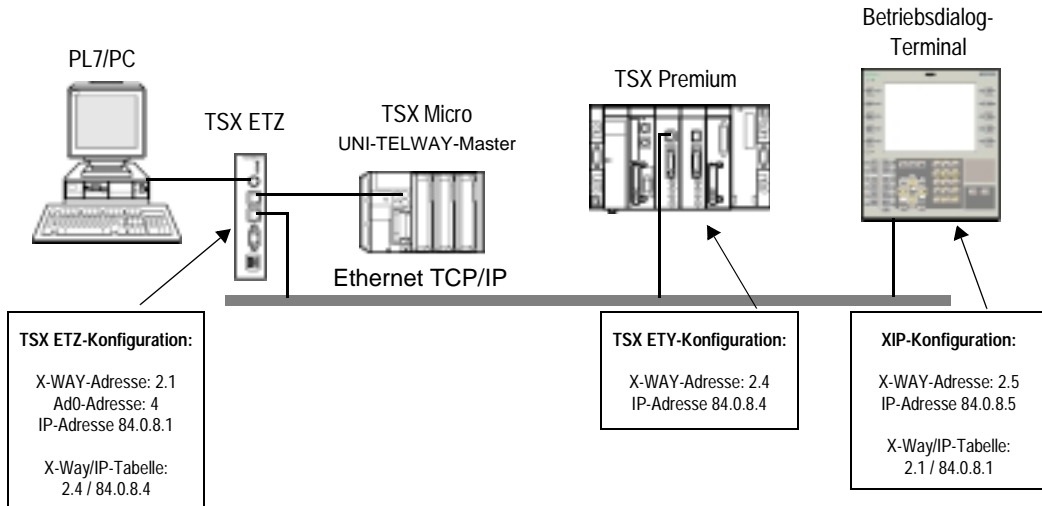 Betriebsdialog-
Terminal
PL7/PC
TSX Premium
TSX ETZ
TSX Micro
UNI-TELWAY-Master
Ethernet TCP/IP
TSX ETZ-Konfiguration:
X-WAY-Adresse: 2.1
Ad0-Adresse: 4
IP-Adresse 84.0.8.1
X-Way/IP-Tabelle:
2.4 / 84.0.8.4
TSX ETY-Konfiguration:
X-WAY-Adresse: 2.4
IP-Adresse 84.0.8.4
XIP-Konfiguration:
X-WAY-Adresse: 2.5
IP-Adresse 84.0.8.5
X-Way/IP-Tabelle:
2.1 / 84.0.8.1